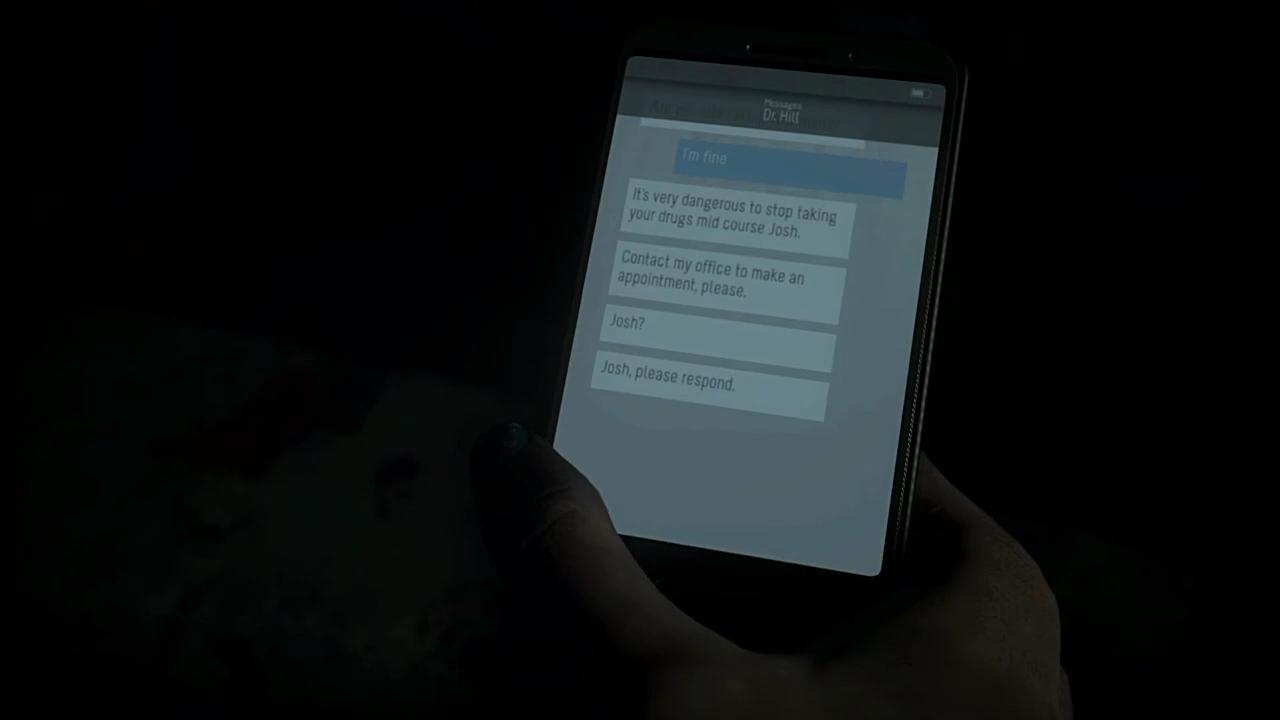 Messages
Dr. Hill
I'm fine
It's very dangerous to stop taking
your drugs mid course Josh.
Contact my office to make an
appointment, please.
Josh?
Josh, please respond.